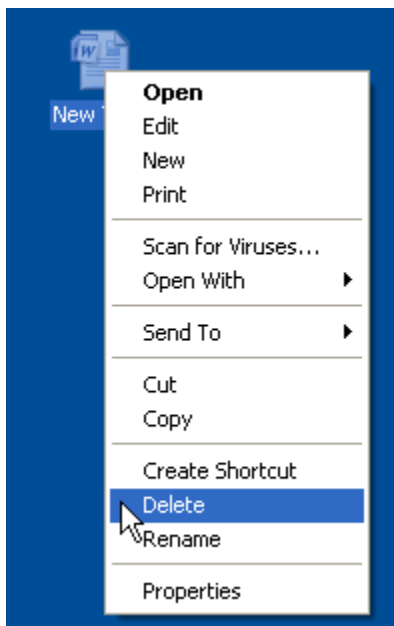 New
Open
Edit
New
Print
Scan for Viruses...
Open With
Send To
Cut
Copy
Create Shortcut
Delete
Rename
Properties